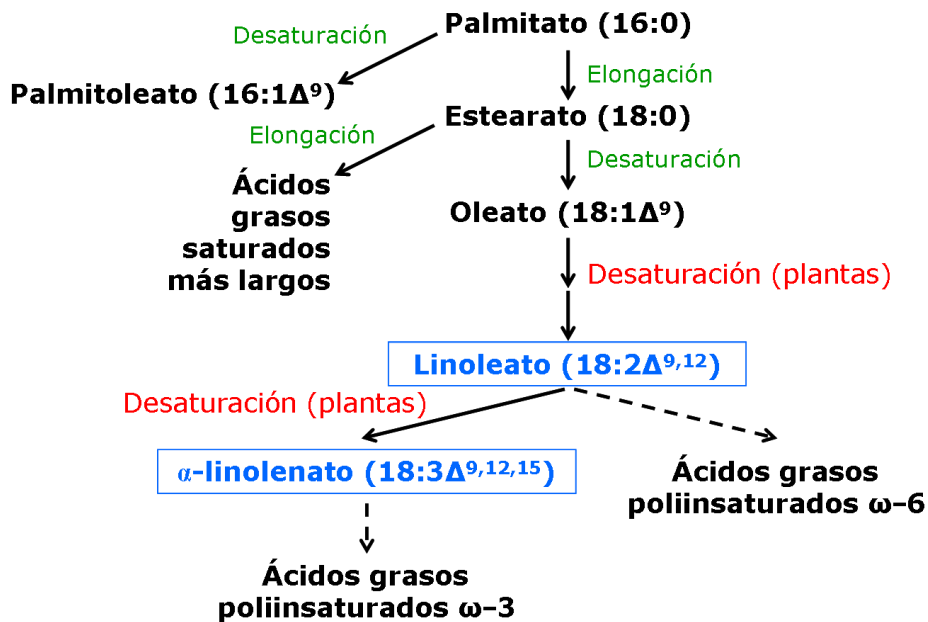 Palmitato (16:0)
Desaturación
Elongación
Palmitoleato (16:1Δ⁹)
Estearato (18:0)
Elongación
Desaturación
Ácidos
grasos
saturados
más largos
Oleato (18:1Δ⁹)
Desaturación (plantas)
Linoleato (18:2Δ⁹,¹²)
Desaturación (plantas)
α-linolenato (18:3Δ⁹,¹²,¹⁵)
Ácidos grasos
poliinsaturados ω–6
Ácidos grasos
poliinsaturados ω–3